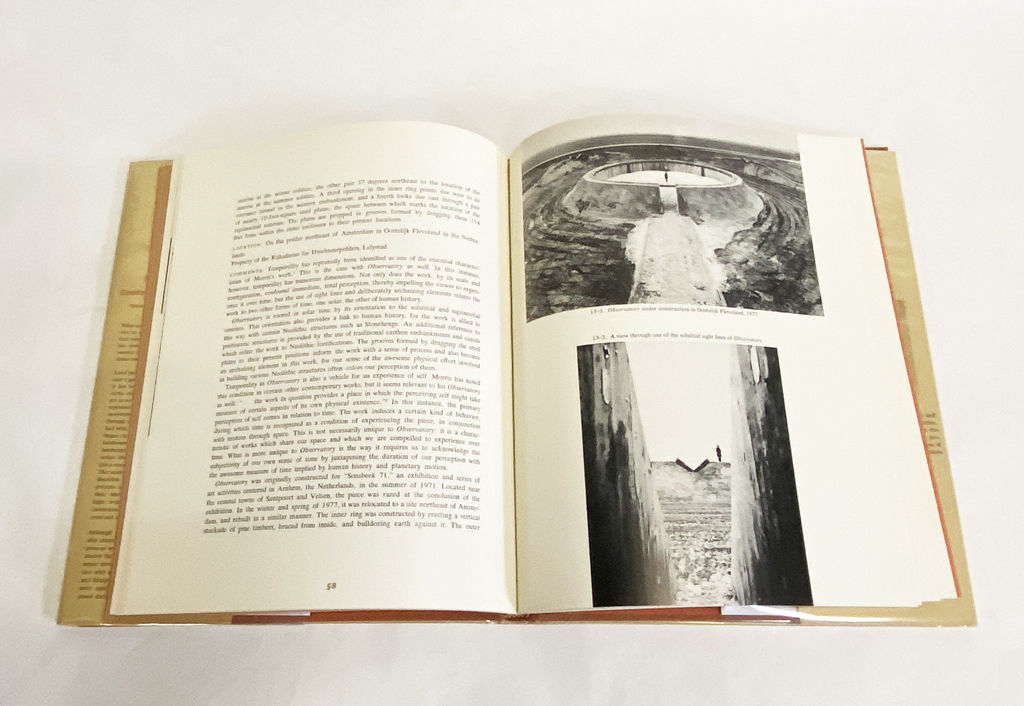 sunrise at the winter solstice; the other pair 37 degrees northeast to the location of the
sunrise at the summer solstice. A third opening in the inner ring points due west to an
entrance tunnel in the western embankment, and a fourth looks due east through a pair
of nearly 10-foot-square steel plates, the space between which marks the location of the
equinoctial sunrises. The plates are propped in grooves formed by dragging them
feet from within the outer enclosure to their present locations.
LOCATION: On flat polder northeast of Amsterdam in Oostelijk Flevoland in the Nether-
lands
Property of the Rijksdienst for IJsselmeerpolders, Lelystad
COMMENTS: Temporality has repeatedly been identified as one of the essential character-
istics of Morris's work. This is the case with Observatory as well. In this instance,
however, temporality has numerous dimensions. Not only does the work, by its scale and
configuration, confound immediate, total perception, thereby impelling the viewer to experi-
ence it over time, but the use of sight lines and deliberately archaizing elements relates the
work to two other forms of time, one solar, the other of human history.
Observatory is rooted in solar time by its orientation to the solstitial and equinoctial
sunrises. This orientation also provides a link to human history, for the work is allied in
this way with certain Neolithic structures such as Stonehenge. An additional reference to
prehistoric structures is provided by the use of traditional earthen embankments and canals
which relate the work to Neolithic fortifications. The grooves formed by dragging the steel
plates to their present positions inform the work with a sense of process and also become
an archaizing element in this work, for our sense of the awesome physical effort involved
in building various Neolithic structures often colors our perception of them.
Temporality in Observatory is also a vehicle for an experience of self. Morris has noted
this condition in certain other contemporary works, but it seems relevant to his Observatory
as well: " the work in question provides a place in which the perceiving self might take
measure of certain aspects of its own physical existence." In this instance, the primary
perception of self comes in relation to time. The work induces a certain kind of behavior,
during which time is recognized as a condition of experiencing the piece, in conjunction
with motion through space. This is not necessarily unique to Observatory: it is a charac-
teristic of works which share our space and which we are compelled to experience over
time. What is more unique to Observatory is the way it requires us to acknowledge the
subjectivity of our own sense of time by juxtaposing the duration of our perception with
the awesome measure of time implied by human history and planetary motion.
Observatory was originally constructed for "Sonsbeek 71," an exhibition and series of
art activities centered in Arnhem, the Netherlands, in the summer of 1971. Located near
the coastal towns of Santpoort and Velsen, the piece was razed at the conclusion of the
exhibition. In the winter and spring of 1977, it was relocated to a site northeast of Amster-
dam, and rebuilt in a similar manner. The inner ring was constructed by erecting a vertical
stockade of pine timbers, braced from inside, and bulldozing earth against it. The outer
58
13-1. Observatory under construction in Oostelijk Flevoland, 1977.
13-2. A view through one of the solstitial sight lines of Observatory.